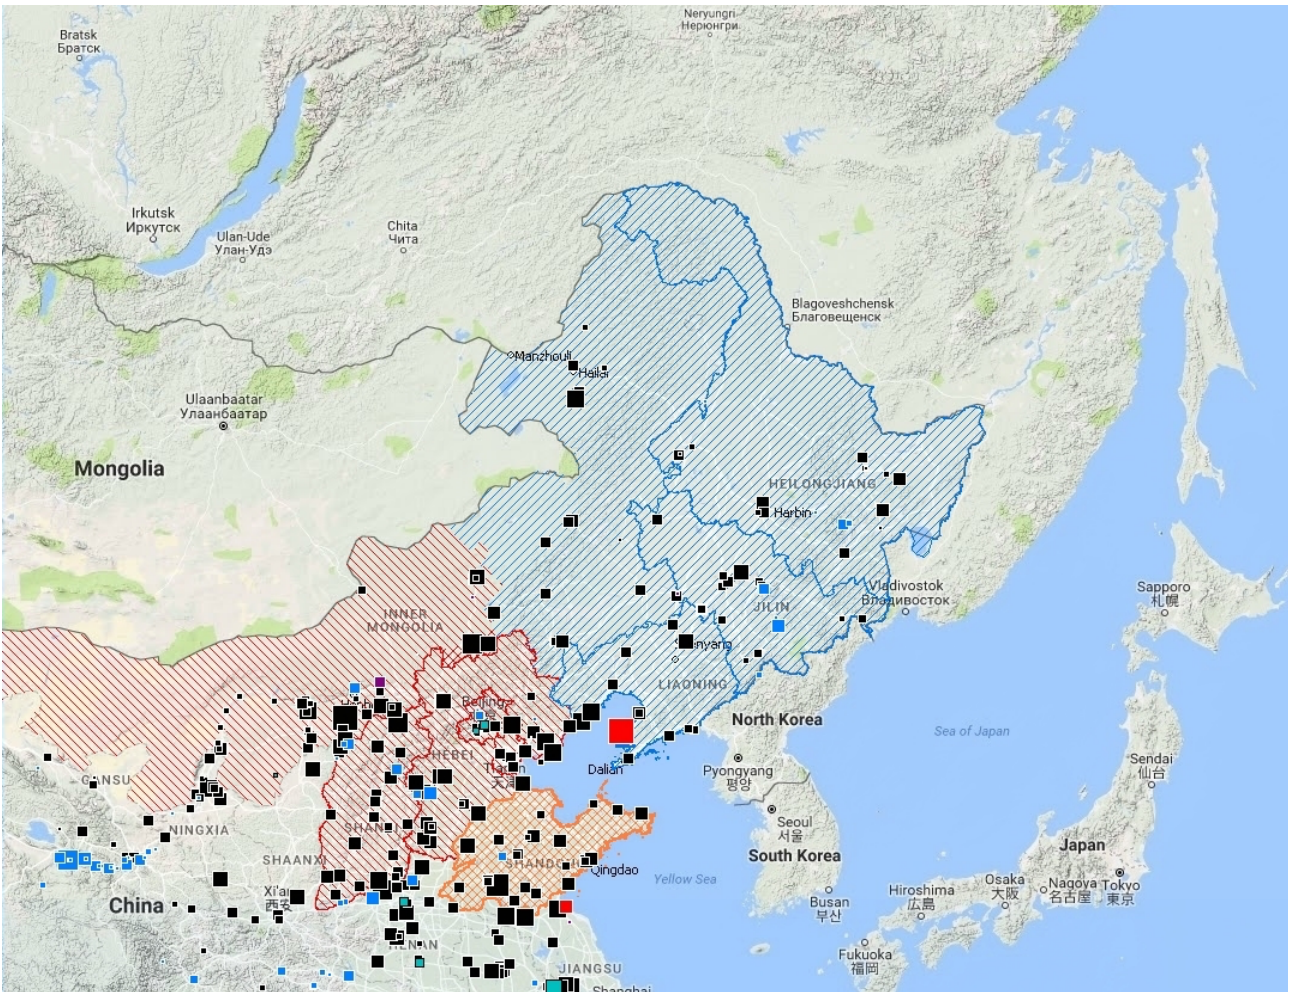 Neryungri
Нерюнгри
Bratsk
Братск
Irkutsk
Иркутск
Ulan-Ude
Улан-Удэ
Chita
Чита
Blagoveshchensk
Благовещенск
Manzhouli
Hailar
Ulaanbaatar
Улаанбаатар
Mongolia
HEILONGJIANG
Harbin
Vladivostok
Владивосток
Sapporo
札幌
JILIN
INNER
MONGOLIA
LIAONING
Beijing
North Korea
Sea of Japan
HEBEI
Dalian
Pyongyang
평양
Sendai
仙台
GANSU
天津
NINGXIA
Seoul
서울
South Korea
Japan
SHAANXI
Qingdao
Yellow Sea
Hiroshima
広島
Osaka
大阪
Nagoya
名古屋
Tokyo
東京
China
西安
Busan
부산
HENAN
Fukuoka
福岡
JIANGSU
Shanghai